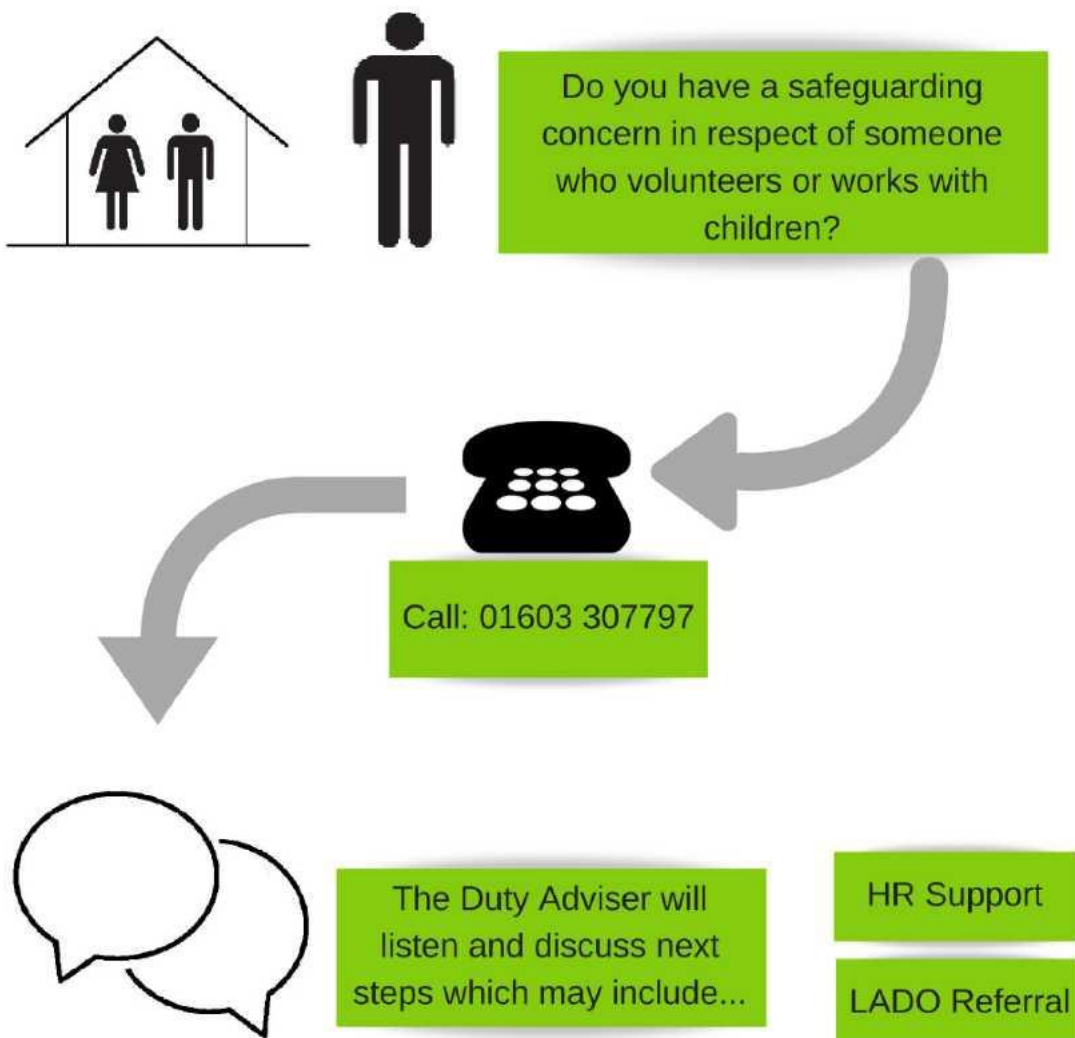 Do you have a safeguarding
concern in respect of someone
who volunteers or works with
children?
Call: 01603 307797
The Duty Adviser will
listen and discuss next
steps which may include...
HR Support
LADO Referral